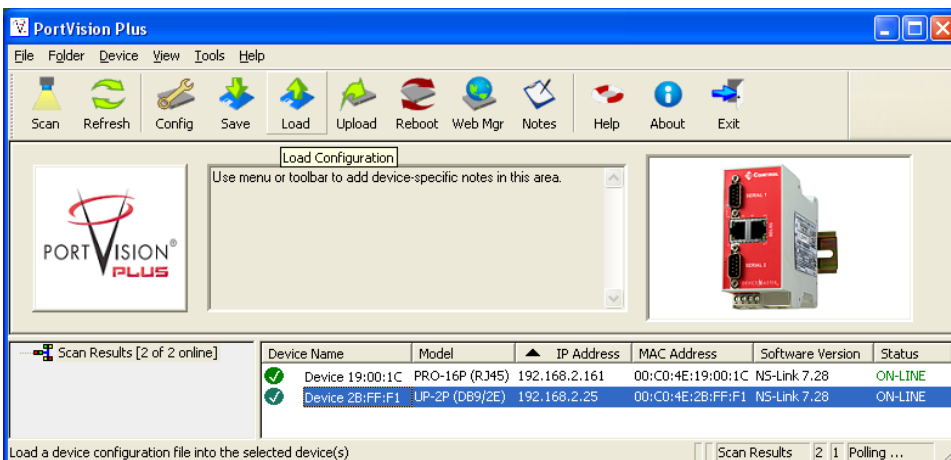 PortVision Plus
File Folder Device View Tools Help
Scan Refresh Config Save Load Upload Reboot Web Mgr Notes Help About Exit
Load Configuration
Use menu or toolbar to add device-specific notes in this area.
PORT VISION®
PLUS
COMTROL
SERIAL 1
SERIAL 2
Scan Results [2 of 2 online]
Device Name Model IP Address MAC Address Software Version Status
Device 19:00:1C PRO-16P (RJ45) 192.168.2.161 00:C0:4E:19:00:1C NS-Link 7.28 ON-LINE
Device 2B:FF:F1 UP-2P (DB9/2E) 192.168.2.25 00:C0:4E:2B:FF:F1 NS-Link 7.28 ON-LINE
Load a device configuration file into the selected device(s)
Scan Results 2 1 Polling ...